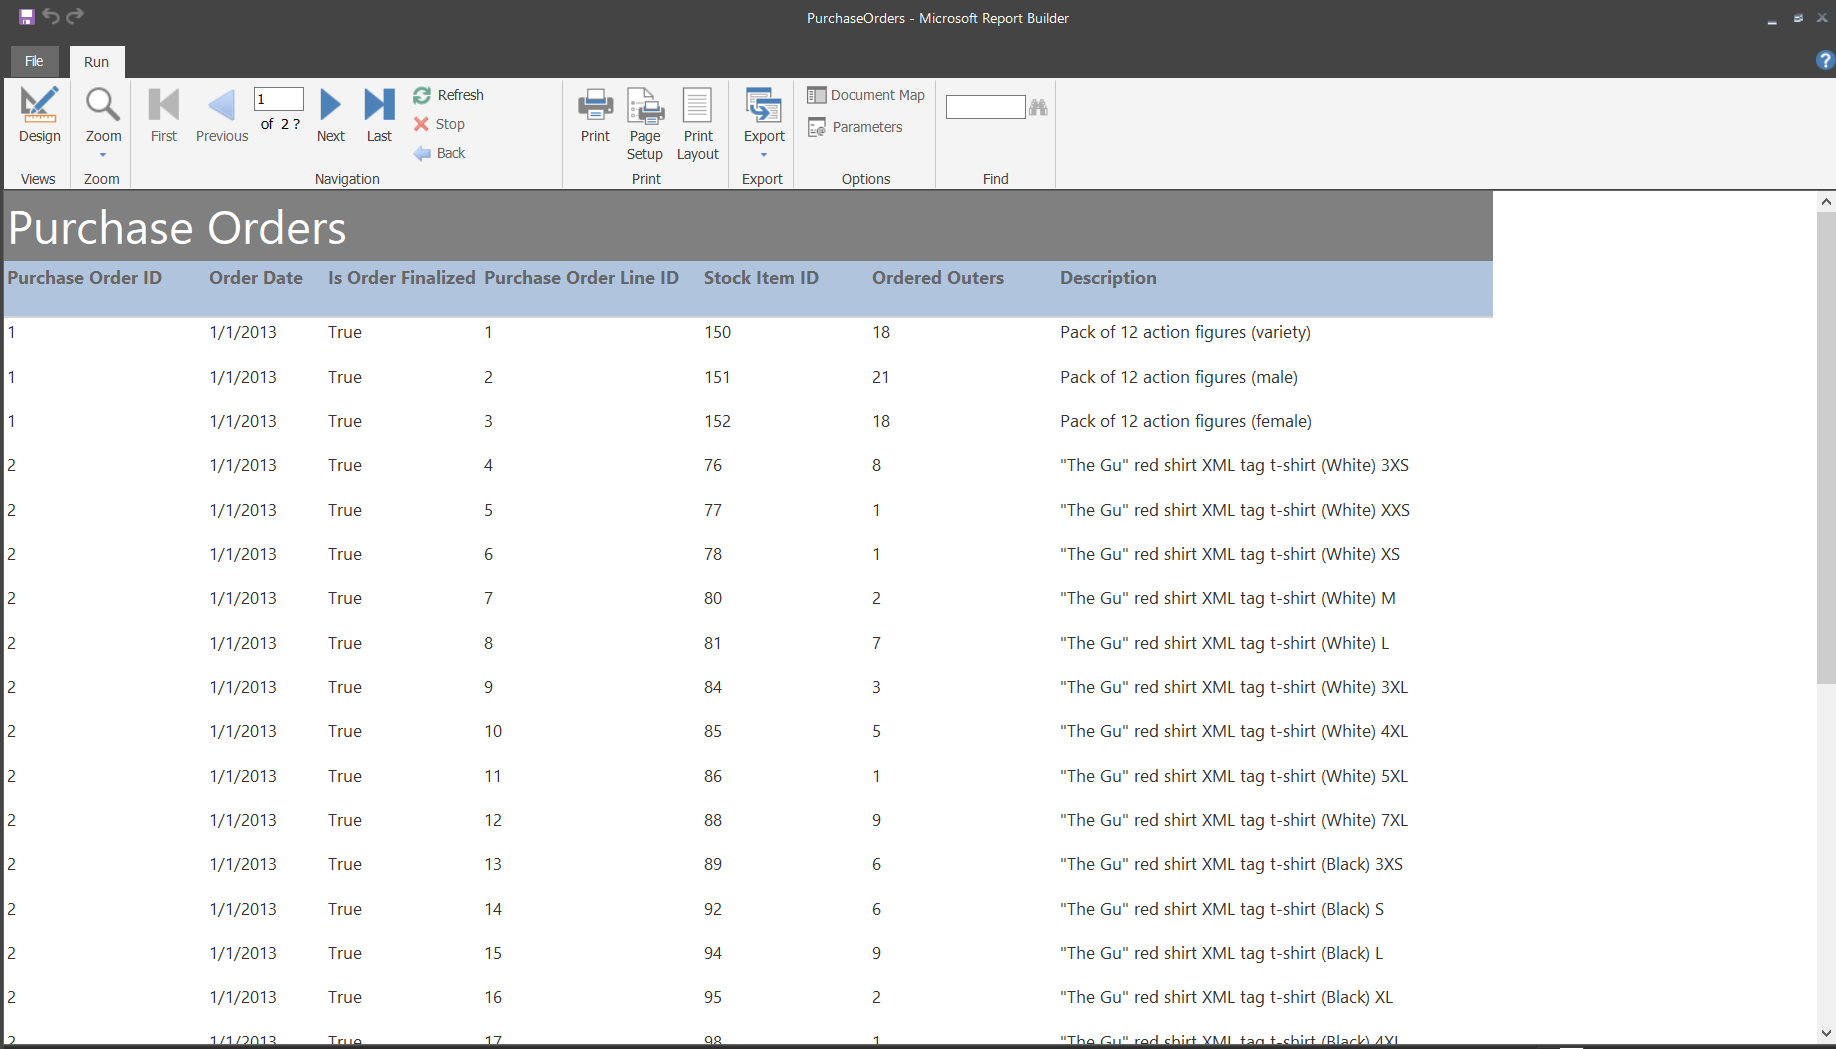 PurchaseOrders - Microsoft Report Builder
File Run
Design
Views
Zoom
Zoom
First Previous 1 of 2 ? Next Last
Refresh
Stop
Back
Navigation
Print Page Setup Print Layout
Print
Export
Export
Document Map
Parameters
Options
Find
Purchase Orders
Purchase Order ID Order Date Is Order Finalized Purchase Order Line ID Stock Item ID Ordered Outers Description
1 1/1/2013 True 1 150 18 Pack of 12 action figures (variety)
1 1/1/2013 True 2 151 21 Pack of 12 action figures (male)
1 1/1/2013 True 3 152 18 Pack of 12 action figures (female)
2 1/1/2013 True 4 76 8 "The Gu" red shirt XML tag t-shirt (White) 3XS
2 1/1/2013 True 5 77 1 "The Gu" red shirt XML tag t-shirt (White) XXS
2 1/1/2013 True 6 78 1 "The Gu" red shirt XML tag t-shirt (White) XS
2 1/1/2013 True 7 80 2 "The Gu" red shirt XML tag t-shirt (White) M
2 1/1/2013 True 8 81 7 "The Gu" red shirt XML tag t-shirt (White) L
2 1/1/2013 True 9 84 3 "The Gu" red shirt XML tag t-shirt (White) 3XL
2 1/1/2013 True 10 85 5 "The Gu" red shirt XML tag t-shirt (White) 4XL
2 1/1/2013 True 11 86 1 "The Gu" red shirt XML tag t-shirt (White) 5XL
2 1/1/2013 True 12 88 9 "The Gu" red shirt XML tag t-shirt (White) 7XL
2 1/1/2013 True 13 89 6 "The Gu" red shirt XML tag t-shirt (Black) 3XS
2 1/1/2013 True 14 92 6 "The Gu" red shirt XML tag t-shirt (Black) S
2 1/1/2013 True 15 94 9 "The Gu" red shirt XML tag t-shirt (Black) L
2 1/1/2013 True 16 95 2 "The Gu" red shirt XML tag t-shirt (Black) XL
2 1/1/2013 True 17 98 1 "The Gu" red shirt XML tag t-shirt (Black) 4XL